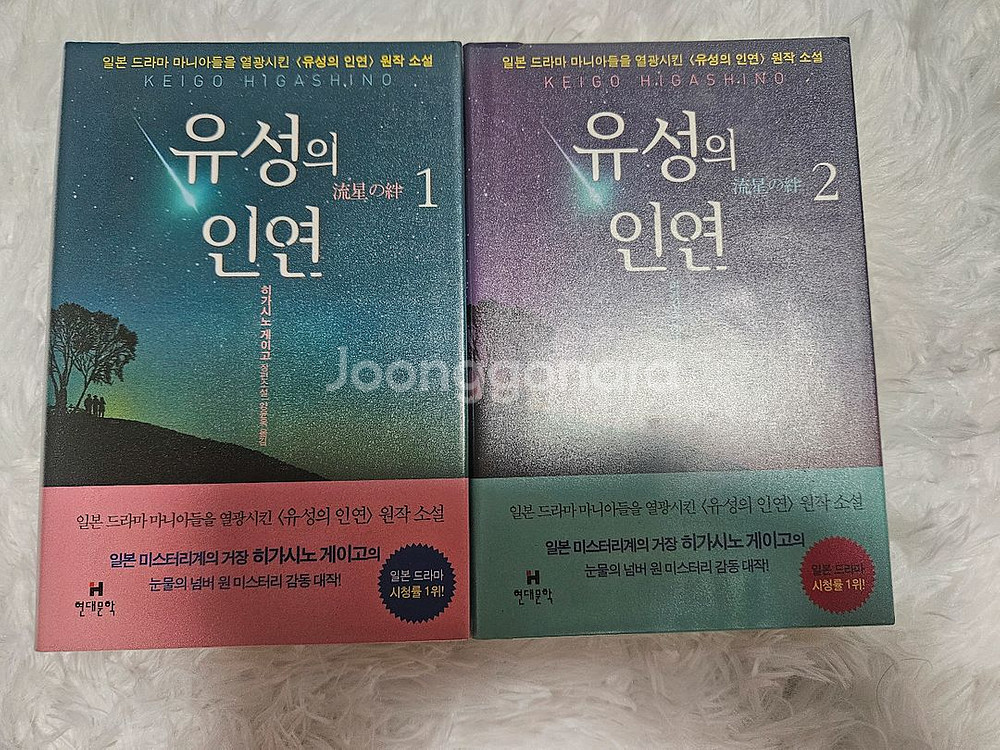 일본 드라마 마니아들을 열광시킨 〈유성의 인연〉 원작 소설
KEIGO HIGASHINO
유성의
流星の絆 1
인연
히가시노 게이고 장편소설
일본 드라마 마니아들을 열광시킨 〈유성의 인연〉 원작 소설
일본 미스터리계의 거장 히가시노 게이고의
눈물의 넘버 원 미스터리 감동 대작!
일본 드라마
시청률 1위!
현대문학
일본 드라마 마니아들을 열광시킨 〈유성의 인연〉 원작 소설
KEIGO HIGASHINO
유성의
流星の絆 2
인연
일본 드라마 마니아들을 열광시킨 〈유성의 인연〉 원작 소설
일본 미스터리계의 거장 히가시노 게이고의
눈물의 넘버 원 미스터리 감동 대작!
일본 드라마
시청률 1위!
현대문학
Joonggonara